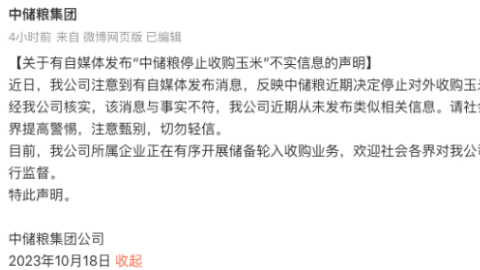 中储粮集团
4小时前 来自 微博网页版 已编辑
【关于有自媒体发布“中储粮停止收购玉米”不实信息的声明】
近日，我公司注意到有自媒体发布消息，反映中储粮近期决定停止对外收购玉
经我公司核实，该消息与事实不符，我公司近期从未发布类似相关信息。请社
界提高警惕，注意甄别，切勿轻信。
目前，我公司所属企业正在有序开展储备轮入收购业务，欢迎社会各界对我公
行监督。
特此声明。
中储粮集团公司
2023年10月18日 收起